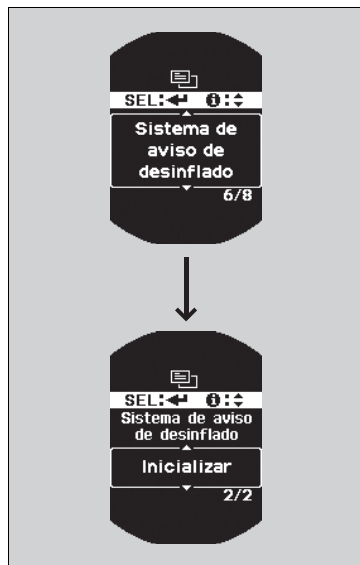 SEL:↵ i:♦
Sistema de
aviso de
desinflado
6/8
SEL:↵ i:♦
Sistema de aviso
de desinflado
Inicializar
2/2